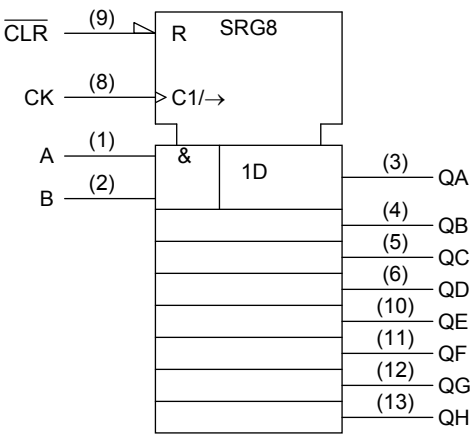 (9)
C̅L̅R̅ R SRG8
(8)
CK C1/→
(1)
A &
(2)
B 1D
(3)
QA
(4)
QB
(5)
QC
(6)
QD
(10)
QE
(11)
QF
(12)
QG
(13)
QH